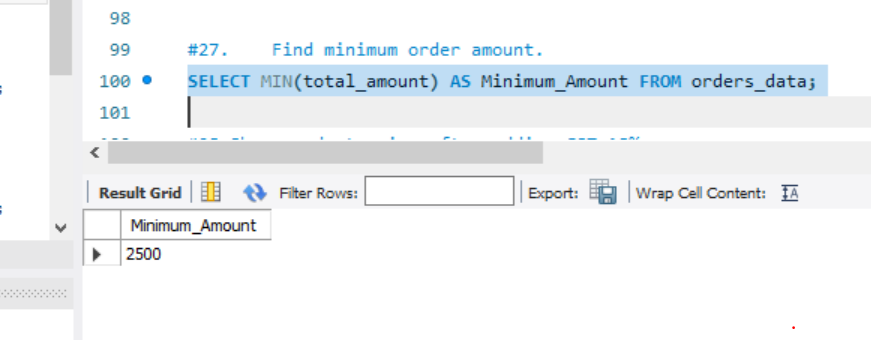 98
99 #27. Find minimum order amount.
100 SELECT MIN(total_amount) AS Minimum_Amount FROM orders_data;
101
Result Grid Filter Rows: Export: Wrap Cell Content:
Minimum_Amount
2500